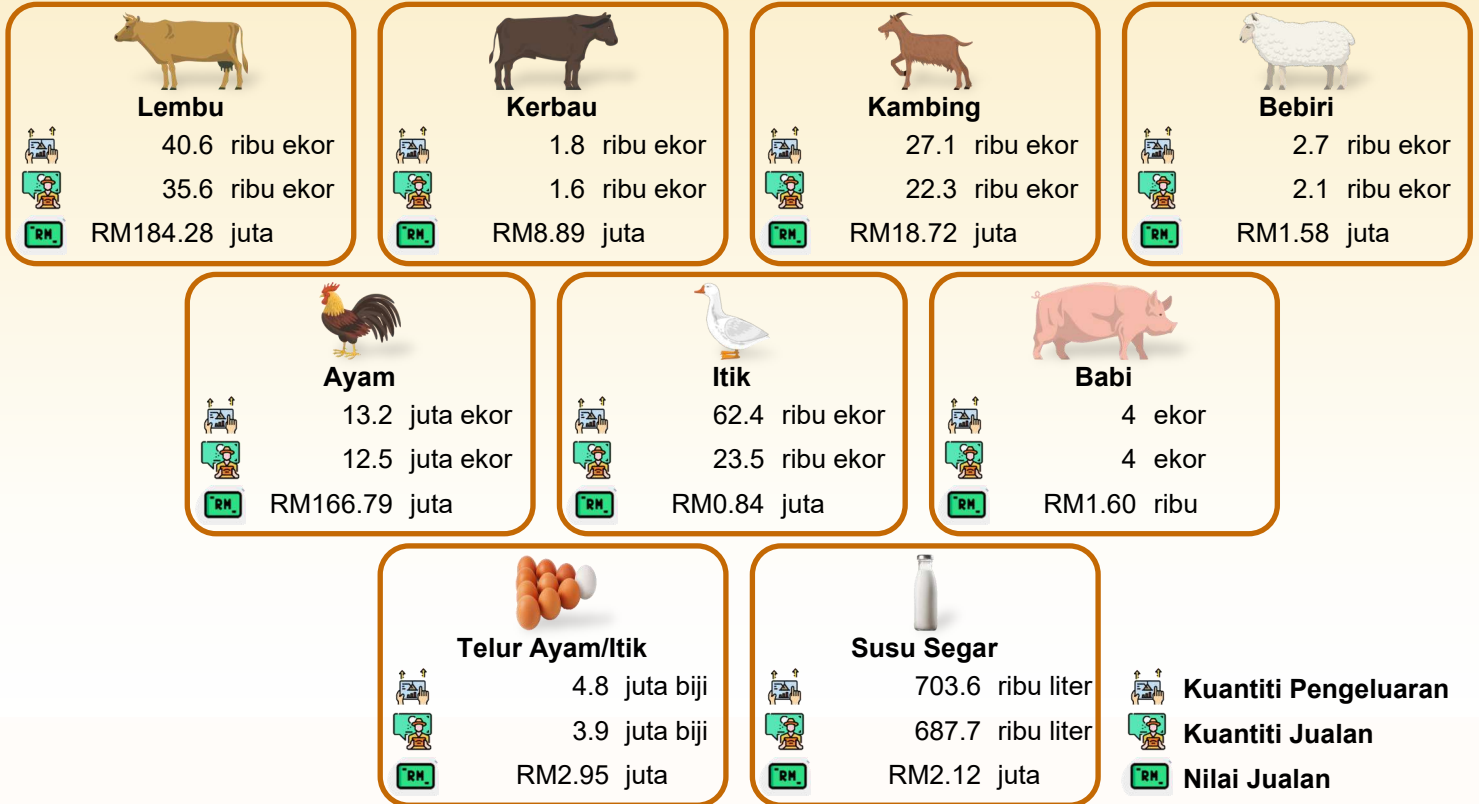 Lembu
40.6 ribu ekor
35.6 ribu ekor
RM184.28 juta
Kerbau
1.8 ribu ekor
1.6 ribu ekor
RM8.89 juta
Kambing
27.1 ribu ekor
22.3 ribu ekor
RM18.72 juta
Bebiri
2.7 ribu ekor
2.1 ribu ekor
RM1.58 juta
Ayam
13.2 juta ekor
12.5 juta ekor
RM166.79 juta
Itik
62.4 ribu ekor
23.5 ribu ekor
RM0.84 juta
Babi
4 ekor
4 ekor
RM1.60 ribu
Telur Ayam/Itik
4.8 juta biji
3.9 juta biji
RM2.95 juta
Susu Segar
703.6 ribu liter
687.7 ribu liter
RM2.12 juta
Kuantiti Pengeluaran
Kuantiti Jualan
RM Nilai Jualan